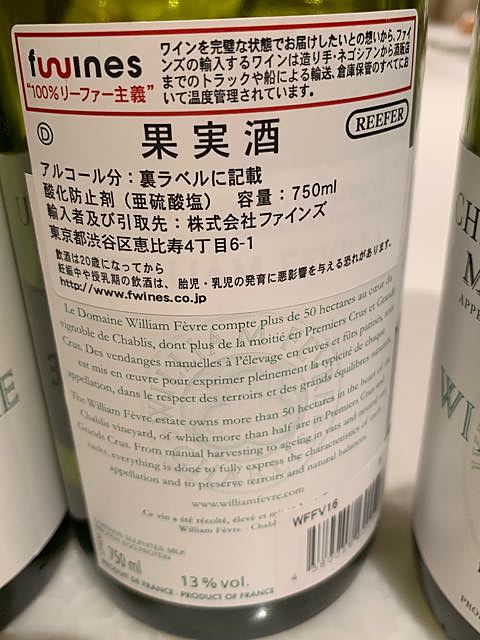 fwines
"100%リーファー主義"
ワインを完璧な状態でお届けしたいとの想いから、ファイ
ンズの輸入するワインは造り手・ネゴシアンから酒販店
までのトラックや船による輸送、倉庫保管のすべてにお
いて温度管理されています。
D
果実酒
REEFER
アルコール分:裏ラベルに記載
酸化防止剤(亜硫酸塩) 容量:750ml
輸入者及び引取先:株式会社ファインズ
東京都渋谷区恵比寿4丁目6-1
飲酒は20歳になってから
妊娠中や授乳期の飲酒は、胎児・乳児の発育に悪影響を与える恐れがあります。
http://www.fwines.co.jp
Le Domaine William Fèvre compte plus de 50 hectares au cœur du
vignoble de Chablis, dont plus de la moitié en Premiers Crus et Grands
Crus. Des vendanges manuelles à l'élevage en cuves et fûts patinés, tout
est mis en œuvre pour exprimer pleinement la typicité de chaque
appellation, dans le respect des terroirs et des grands équilibres naturels.
The William Fèvre estate owns more than 50 hectares in the heart of the
Chablis vineyard, of which more than half are in Premiers Crus and
Grands Crus. From manual harvesting to ageing in vats and seasoned
casks, everything is done to fully express the characteristics of each
appellation and to preserve terroirs and natural balances.
www.williamfevre.com
Ce vin a été récolté, élevé et
William Fèvre - Chabl
WFFV16
CONTAINS SULPHITES MILK
750 ml
13% vol.
PRODUIT DE FRANCE - PRODUCT OF FRANCE
CH
M
APPE
WIS